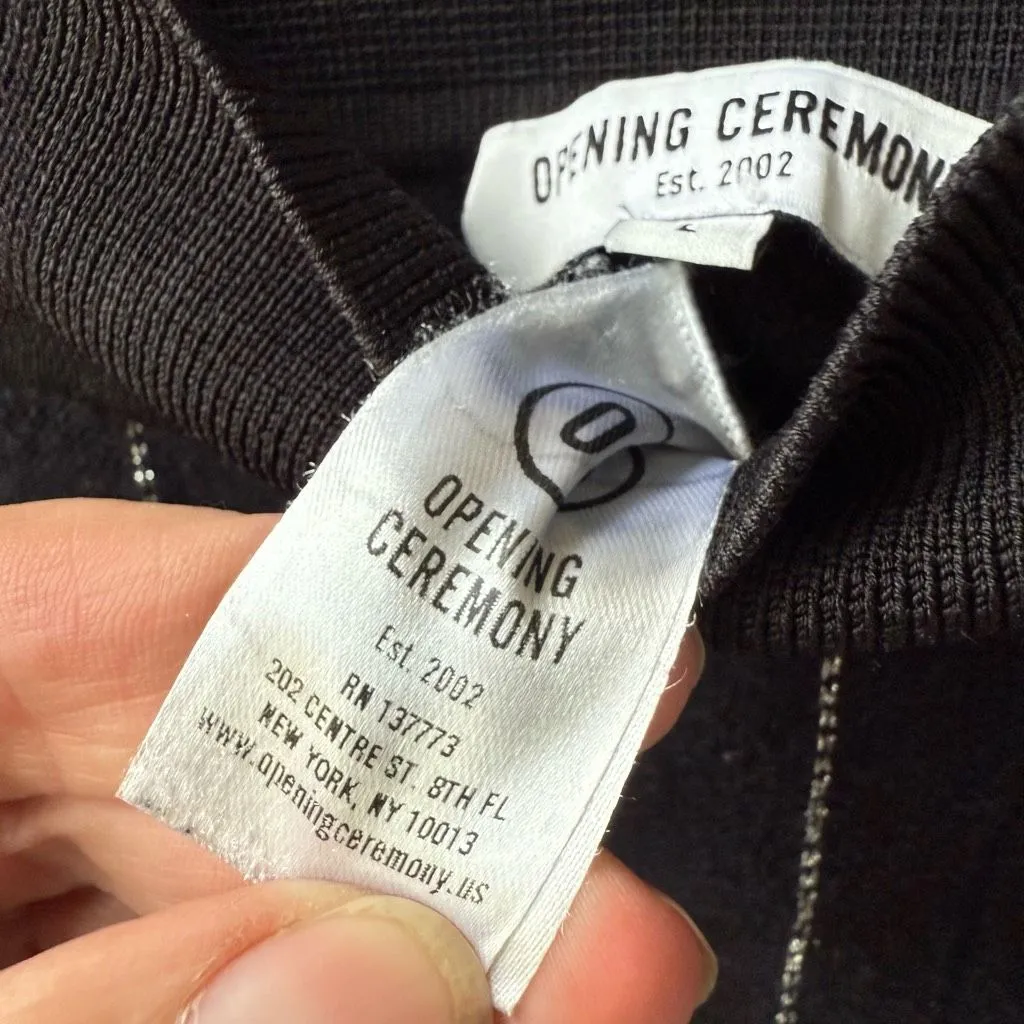 OPENING CEREMON
Est. 2002
O
OPENING
CEREMONY
Est. 2002
RN 137773
202 CENTRE ST. 8TH FL
NEW YORK, NY 10013
www.openingceremony.us